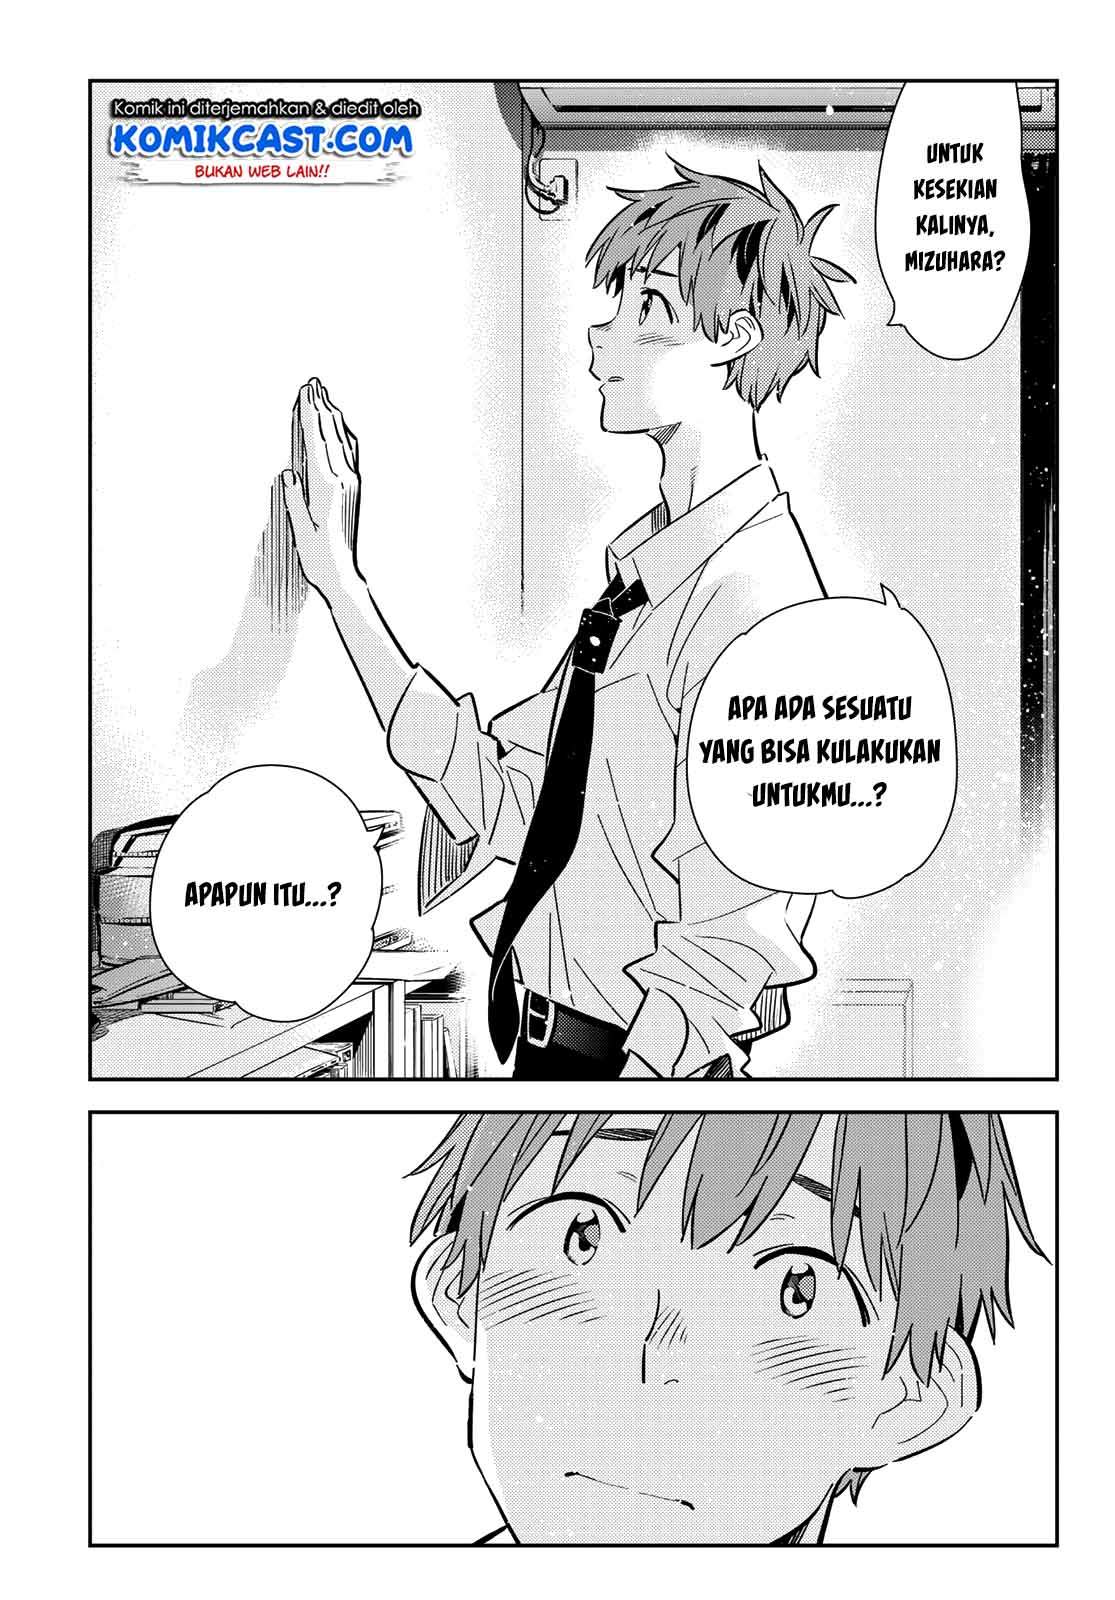 Komik ini diterjemahkan & diedit oleh
KOMIKCAST.COM
BUKAN WEB LAIN!!
UNTUK
KESEKIAN
KALINYA,
MIZUHARA?
APA ADA SESUATU
YANG BISA KULAKUKAN
UNTUKMU...?
APAPUN ITU...?